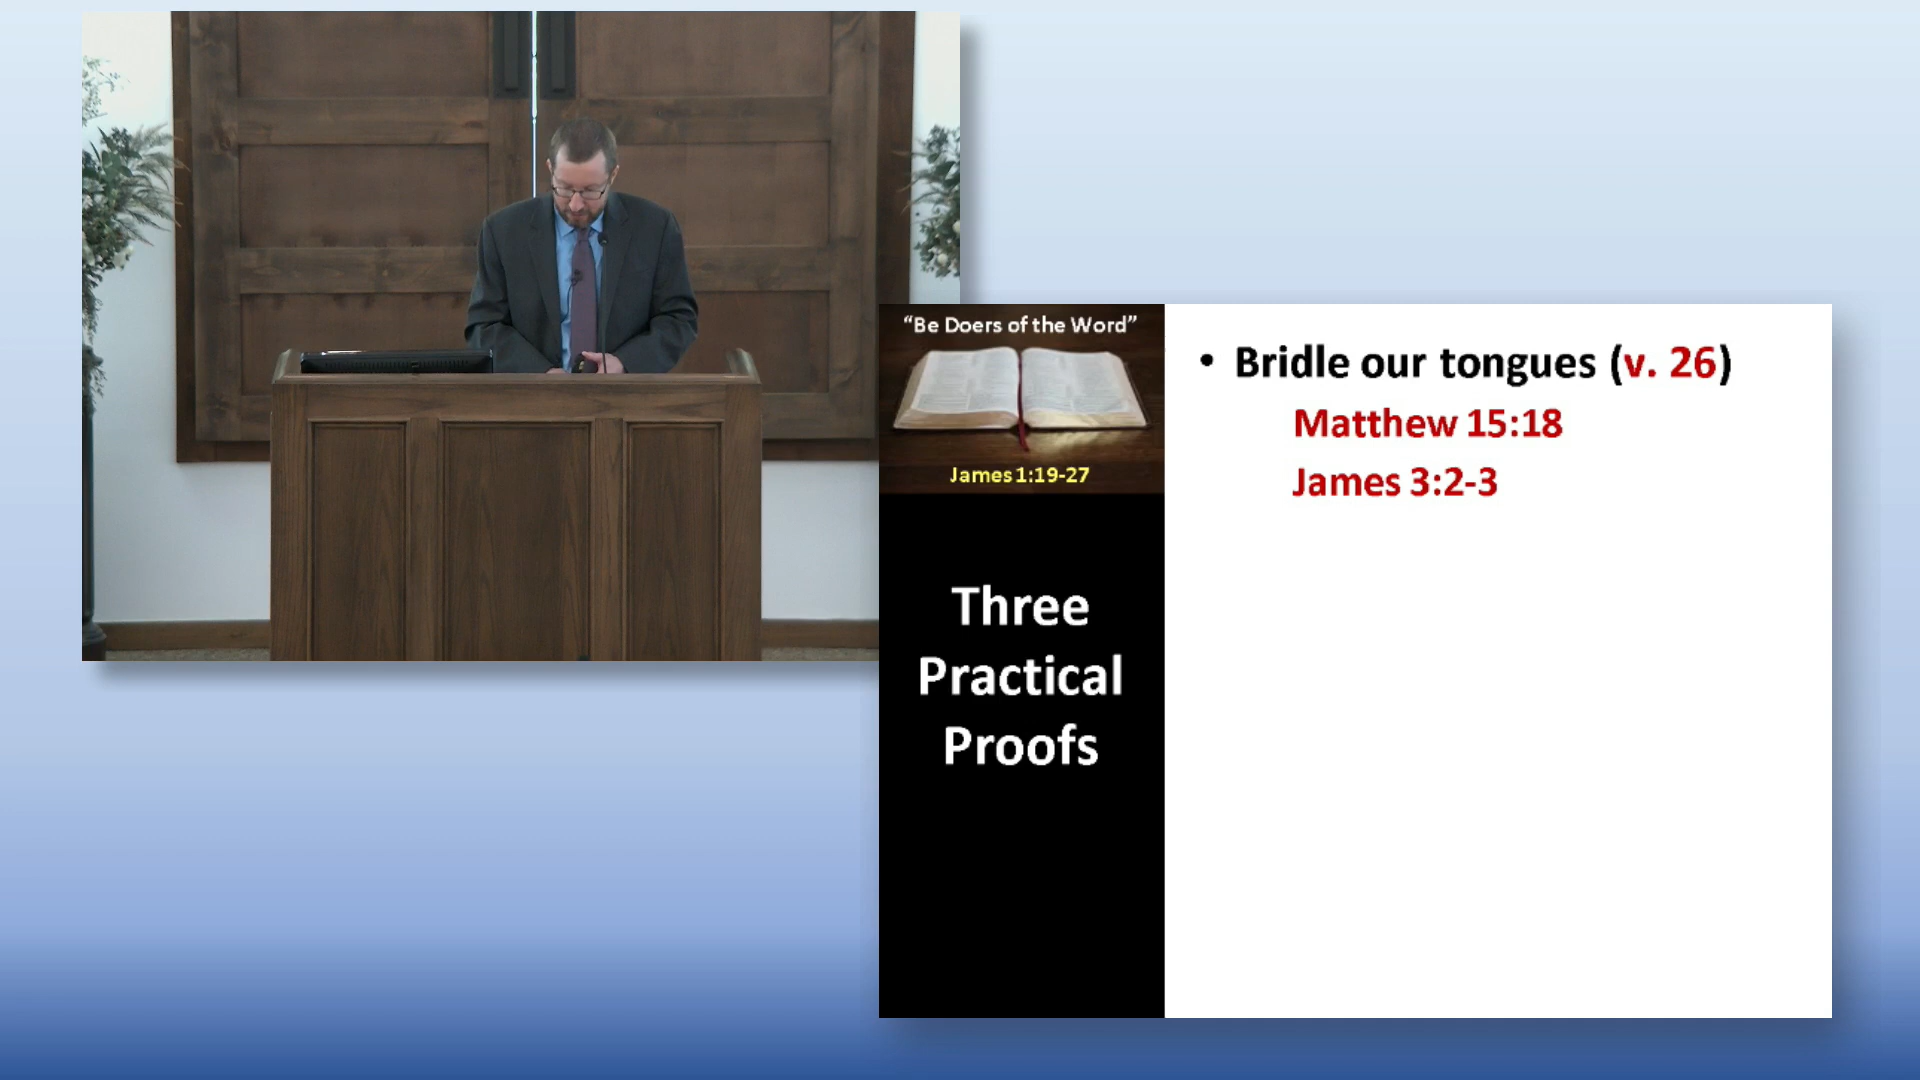 “Be Doers of the Word”
James 1:19-27
Three
Practical
Proofs
• Bridle our tongues (v. 26)
Matthew 15:18
James 3:2-3